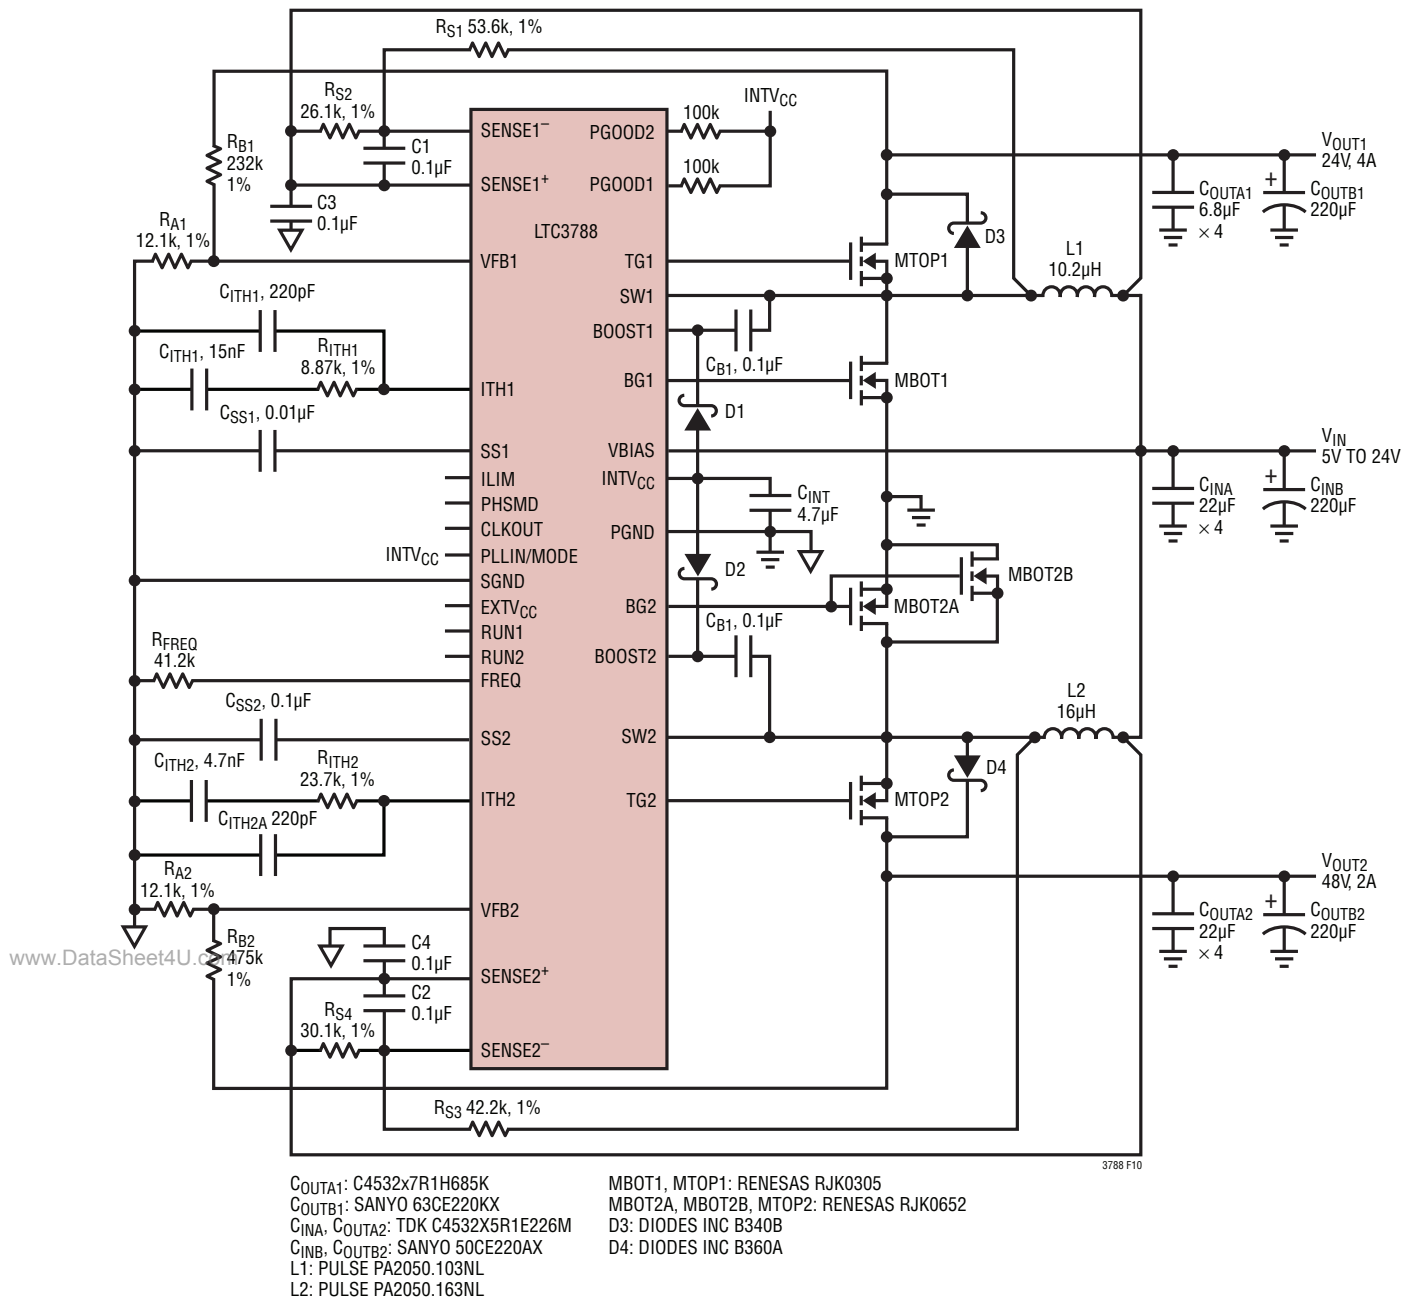 RS1 53.6k, 1%
RS2
26.1k, 1%
RB1
232k
1%
C1
0.1µF
C3
0.1µF
RA1
12.1k, 1%
CITH1, 220pF
CITH1, 15nF
RITH1
8.87k, 1%
CSS1, 0.01µF
INTVCC
RFREQ
41.2k
CSS2, 0.1µF
CITH2, 4.7nF
RITH2
23.7k, 1%
CITH2A 220pF
RA2
12.1k, 1%
RB2
475k
1%
www.DataSheet4U.com
C4
0.1µF
C2
0.1µF
RS4
30.1k, 1%
RS3 42.2k, 1%
LTC3788
SENSE1–
SENSE1+
VFB1
ITH1
SS1
ILIM
PHSMD
CLKOUT
PLLIN/MODE
SGND
EXTVCC
RUN1
RUN2
FREQ
SS2
ITH2
VFB2
SENSE2+
SENSE2–
PGOOD2
PGOOD1
TG1
SW1
BOOST1
BG1
VBIAS
INTVCC
PGND
BG2
BOOST2
SW2
TG2
100k
100k
INTVCC
CB1, 0.1µF
D1
CINT
4.7µF
D2
CB1, 0.1µF
MTOP1
D3
MBOT1
MBOT2B
MBOT2A
MTOP2
D4
L1
10.2µH
L2
16µH
VOUT1
24V, 4A
COUTA1
6.8µF
× 4
+
COUTB1
220µF
VIN
5V TO 24V
CINA
22µF
× 4
+
CINB
220µF
VOUT2
48V, 2A
COUTA2
22µF
× 4
+
COUTB2
220µF
3788 F10
COUTA1: C4532x7R1H685K
COUTB1: SANYO 63CE220KX
CINA, COUTA2: TDK C4532X5R1E226M
CINB, COUTB2: SANYO 50CE220AX
L1: PULSE PA2050.103NL
L2: PULSE PA2050.163NL
MBOT1, MTOP1: RENESAS RJK0305
MBOT2A, MBOT2B, MTOP2: RENESAS RJK0652
D3: DIODES INC B340B
D4: DIODES INC B360A